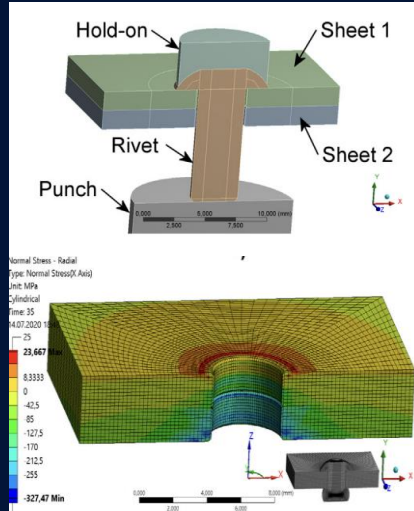 Hold-on
Sheet 1
Rivet
Sheet 2
Punch
0,000 5,000 10,000 (mm)
2,500 7,500
Y
X
Z
Normal Stress - Radial
Type: Normal Stress(X Axis)
Unit: MPa
Cylindrical
Time: 35
14.07.2020
25
23,667 Max
8,3333
0
-42,5
-85
-127,5
-170
-212,5
-255
-327,47 Min
Z
X
Y
X
0,000 4,000 8,000 (mm)
2,000 6,000